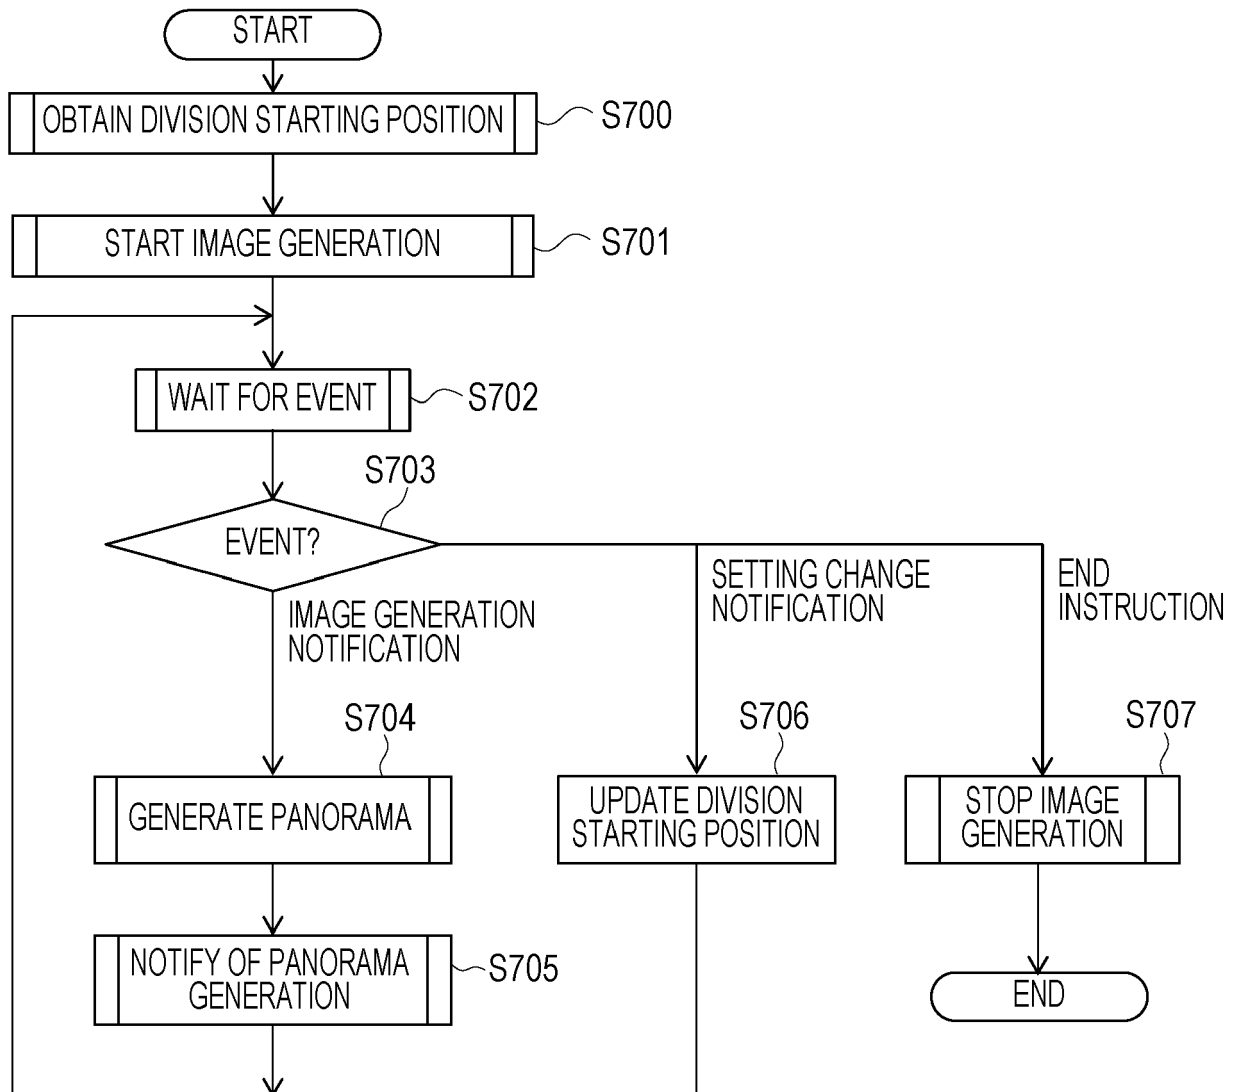 START
OBTAIN DIVISION STARTING POSITION
S700
START IMAGE GENERATION
S701
WAIT FOR EVENT
S702
S703
EVENT?
IMAGE GENERATION
NOTIFICATION
SETTING CHANGE
NOTIFICATION
END
INSTRUCTION
S704
GENERATE PANORAMA
S706
UPDATE DIVISION
STARTING POSITION
S707
STOP IMAGE
GENERATION
NOTIFY OF PANORAMA
GENERATION
S705
END